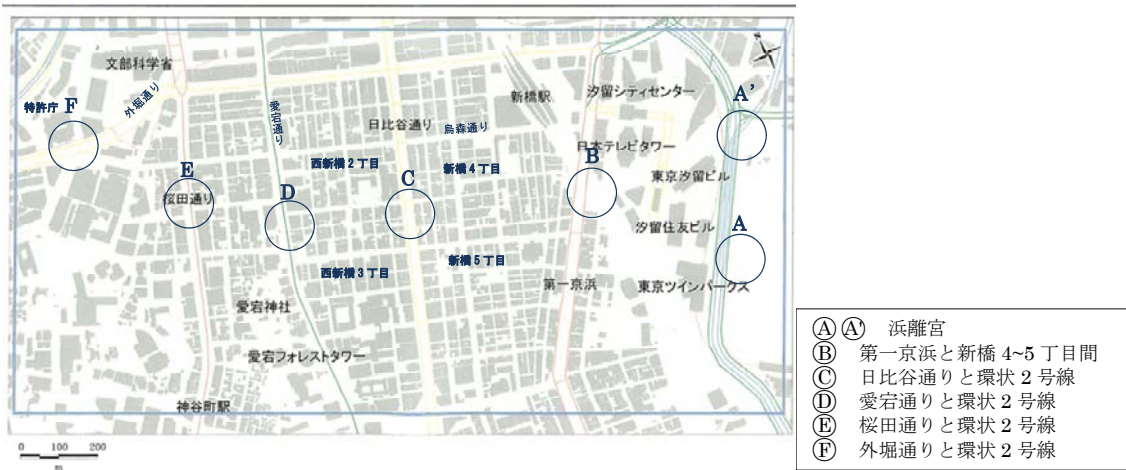 文部科学省
特許庁
F
外堀通り
愛宕通り
日比谷通り
烏森通り
新橋駅
汐留シティセンター
A'
日本テレビタワー
B
東京汐留ビル
西新橋2丁目
新橋4丁目
E
桜田通り
D
C
汐留住友ビル
A
西新橋3丁目
新橋5丁目
第一京浜
東京ツインパークス
愛宕神社
愛宕フォレストタワー
神谷町駅
0 100 200
m
Ⓐ Ⓐ' 浜離宮
Ⓑ 第一京浜と新橋 4~5 丁目間
Ⓒ 日比谷通りと環状 2 号線
Ⓓ 愛宕通りと環状 2 号線
Ⓔ 桜田通りと環状 2 号線
Ⓕ 外堀通りと環状 2 号線